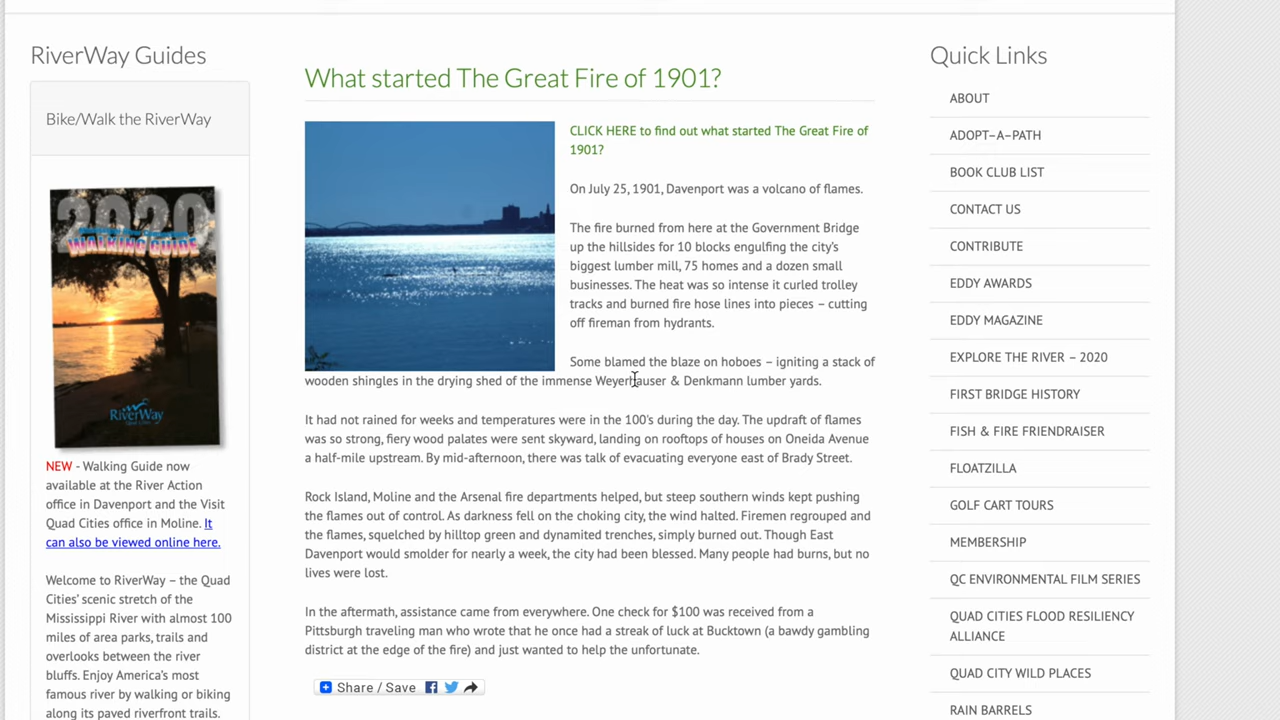 RiverWay Guides
Bike/Walk the RiverWay
2020
WALKING GUIDE
RiverWay
NEW - Walking Guide now
available at the River Action
office in Davenport and the Visit
Quad Cities office in Moline. It
can also be viewed online here.
Welcome to RiverWay – the Quad
Cities' scenic stretch of the
Mississippi River with almost 100
miles of area parks, trails and
overlooks between the river
bluffs. Enjoy America's most
famous river by walking or biking
along its paved riverfront trails.
What started The Great Fire of 1901?
CLICK HERE to find out what started The Great Fire of
1901?
On July 25, 1901, Davenport was a volcano of flames.
The fire burned from here at the Government Bridge
up the hillsides for 10 blocks engulfing the city's
biggest lumber mill, 75 homes and a dozen small
businesses. The heat was so intense it curled trolley
tracks and burned fire hose lines into pieces – cutting
off fireman from hydrants.
Some blamed the blaze on hoboes – igniting a stack of
wooden shingles in the drying shed of the immense Weyerhauser & Denkmann lumber yards.
It had not rained for weeks and temperatures were in the 100's during the day. The updraft of flames
was so strong, fiery wood palates were sent skyward, landing on rooftops of houses on Oneida Avenue
a half-mile upstream. By mid-afternoon, there was talk of evacuating everyone east of Brady Street.
Rock Island, Moline and the Arsenal fire departments helped, but steep southern winds kept pushing
the flames out of control. As darkness fell on the choking city, the wind halted. Firemen regrouped and
the flames, squelched by hilltop green and dynamited trenches, simply burned out. Though East
Davenport would smolder for nearly a week, the city had been blessed. Many people had burns, but no
lives were lost.
In the aftermath, assistance came from everywhere. One check for $100 was received from a
Pittsburgh traveling man who wrote that he once had a streak of luck at Bucktown (a bawdy gambling
district at the edge of the fire) and just wanted to help the unfortunate.
Share / Save
Quick Links
ABOUT
ADOPT–A–PATH
BOOK CLUB LIST
CONTACT US
CONTRIBUTE
EDDY AWARDS
EDDY MAGAZINE
EXPLORE THE RIVER – 2020
FIRST BRIDGE HISTORY
FISH & FIRE FRIENDRAISER
FLOATZILLA
GOLF CART TOURS
MEMBERSHIP
QC ENVIRONMENTAL FILM SERIES
QUAD CITIES FLOOD RESILIENCY
ALLIANCE
QUAD CITY WILD PLACES
RAIN BARRELS